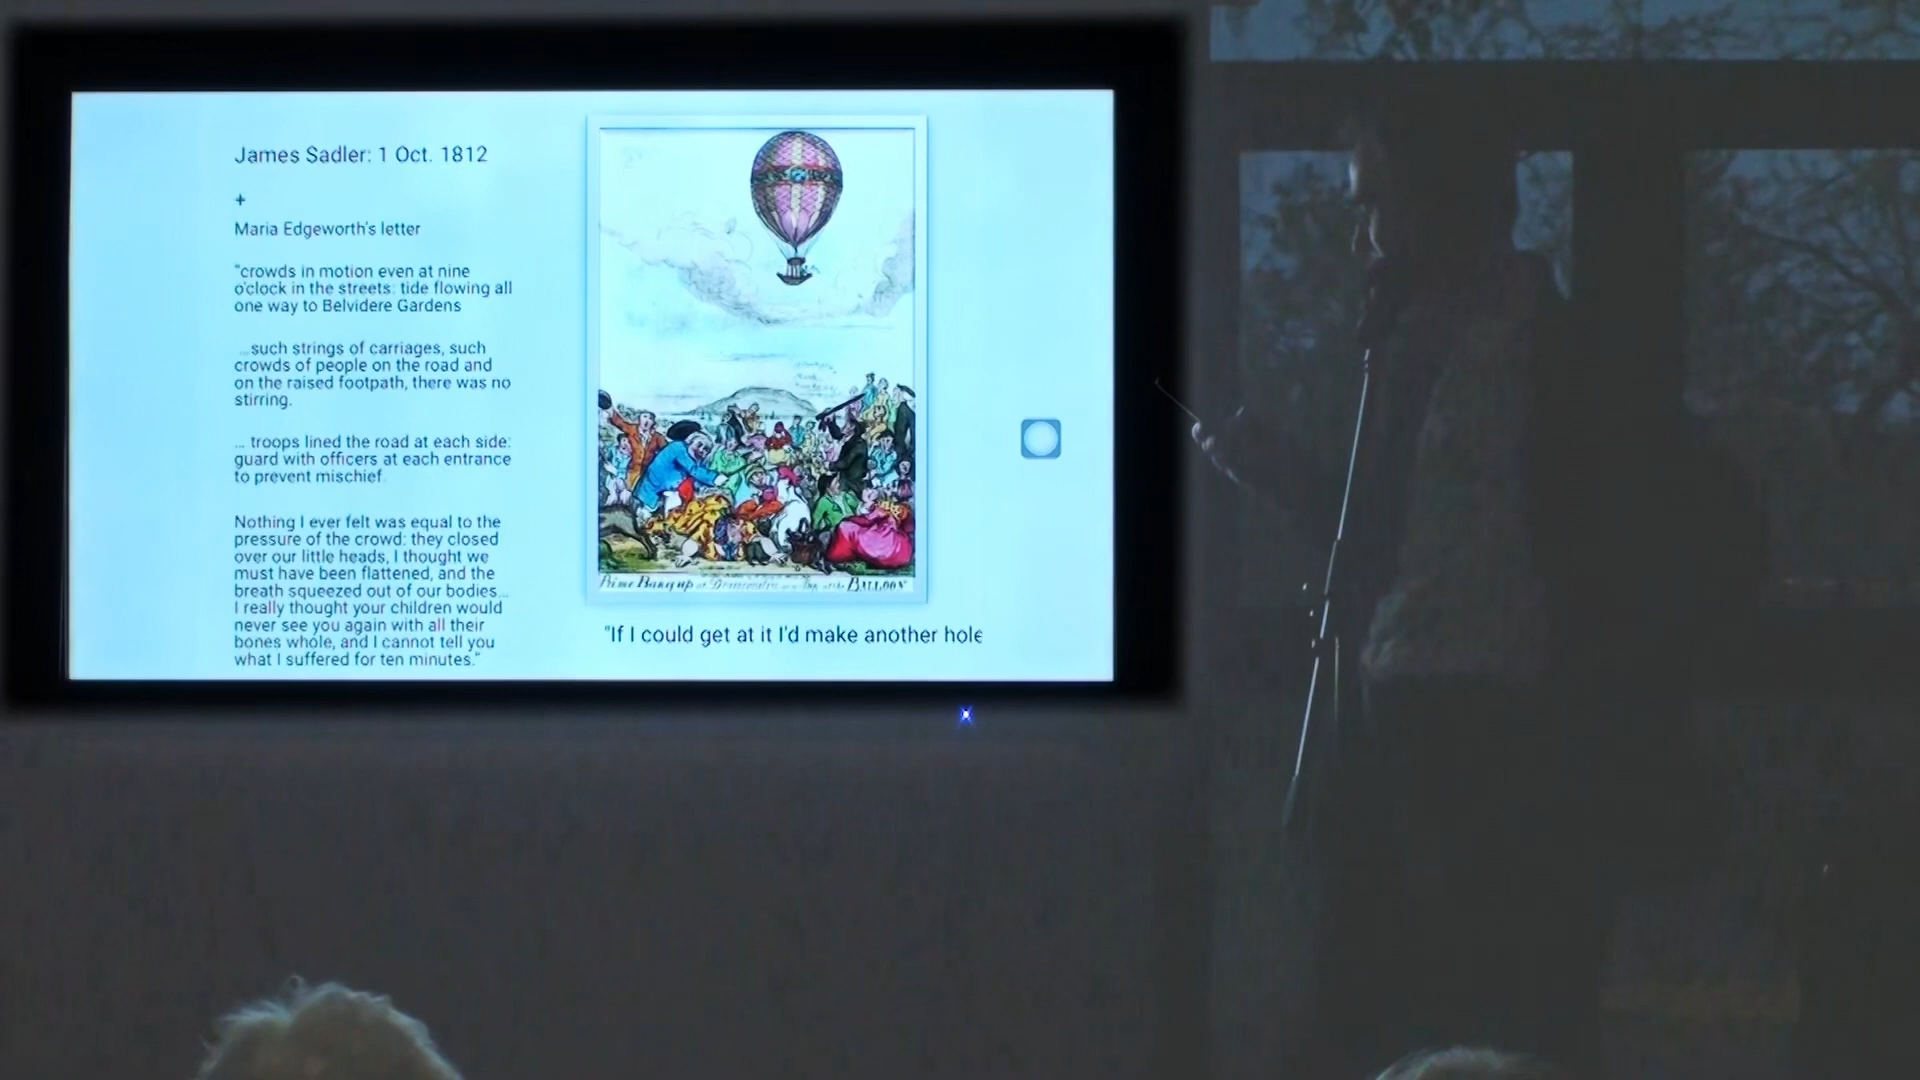 James Sadler: 1 Oct. 1812
+
Maria Edgeworth's letter
"crowds in motion even at nine
o'clock in the streets: tide flowing all
one way to Belvidere Gardens
...such strings of carriages, such
crowds of people on the road and
on the raised footpath, there was no
stirring.
... troops lined the road at each side:
guard with officers at each entrance
to prevent mischief.
Nothing I ever felt was equal to the
pressure of the crowd: they closed
over our little heads, I thought we
must have been flattened, and the
breath squeezed out of our bodies...
I really thought your children would
never see you again with all their
bones whole, and I cannot tell you
what I suffered for ten minutes."
Prime Bang up at BALLOON
"If I could get at it I'd make another hole